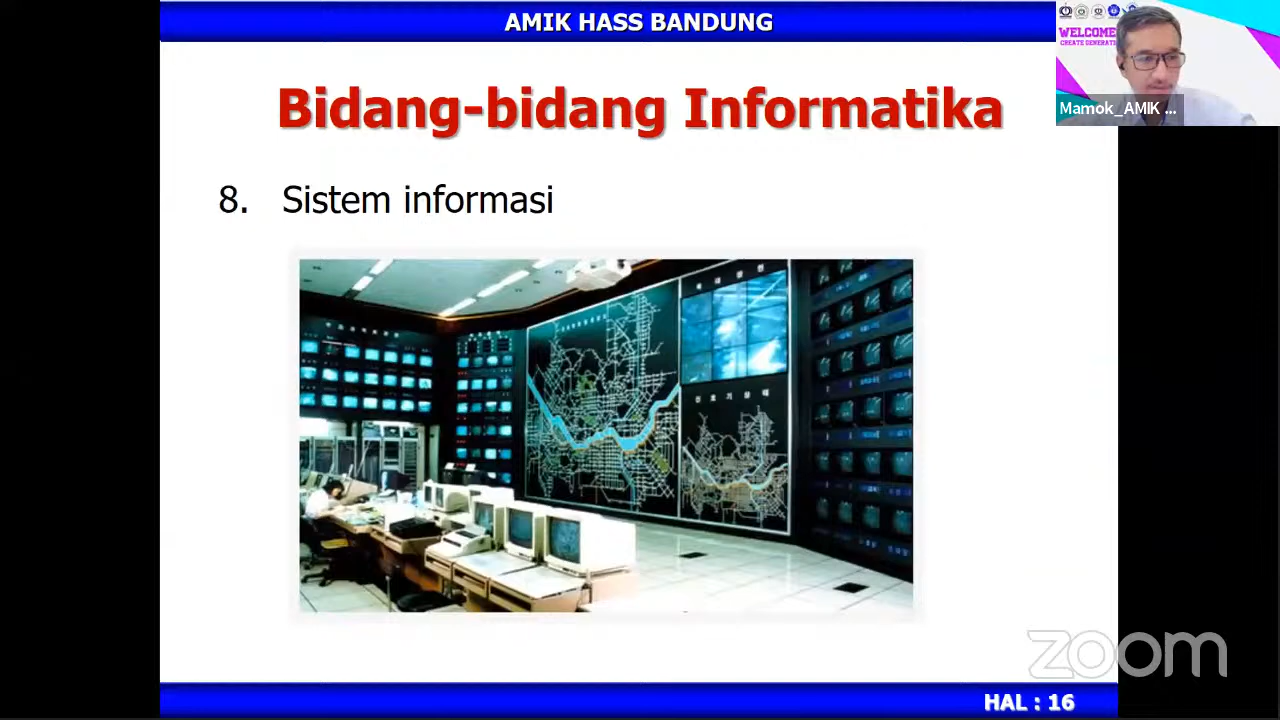 AMIK HASS BANDUNG
WELCOME
Mamok_AMIK ...
Bidang-bidang Informatika
8. Sistem informasi
zoom
HAL : 16